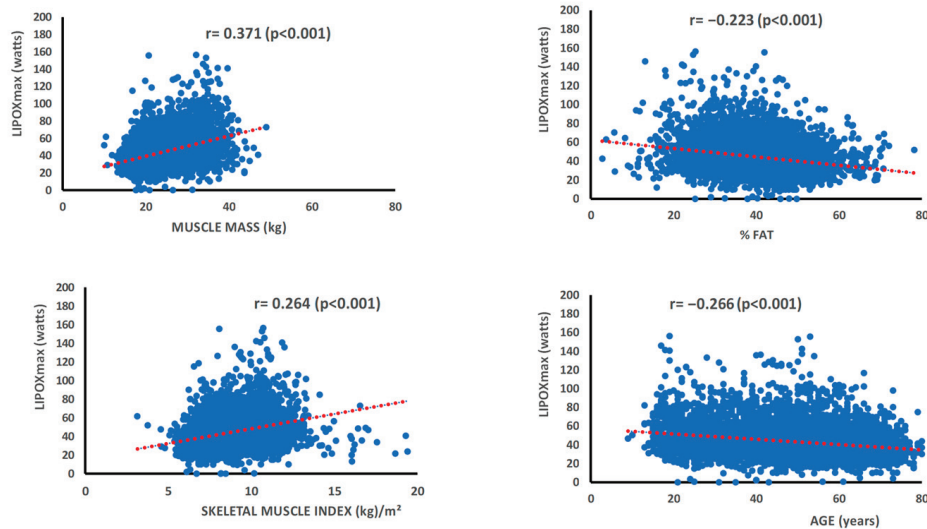 r= 0.371 (p<0.001)
LIPOXmax (watts)
200
180
160
140
120
100
80
60
40
20
0
0 20 40 60 80
MUSCLE MASS (kg)
r= −0.223 (p<0.001)
LIPOXmax (watts)
200
180
160
140
120
100
80
60
40
20
0
0 20 40 60 80
% FAT
r= 0.264 (p<0.001)
LIPOXmax (watts)
200
180
160
140
120
100
80
60
40
20
0
0 5 10 15 20
SKELETAL MUSCLE INDEX (kg)/m²
r= −0.266 (p<0.001)
LIPOXmax (watts)
200
180
160
140
120
100
80
60
40
20
0
0 20 40 60 80
AGE (years)